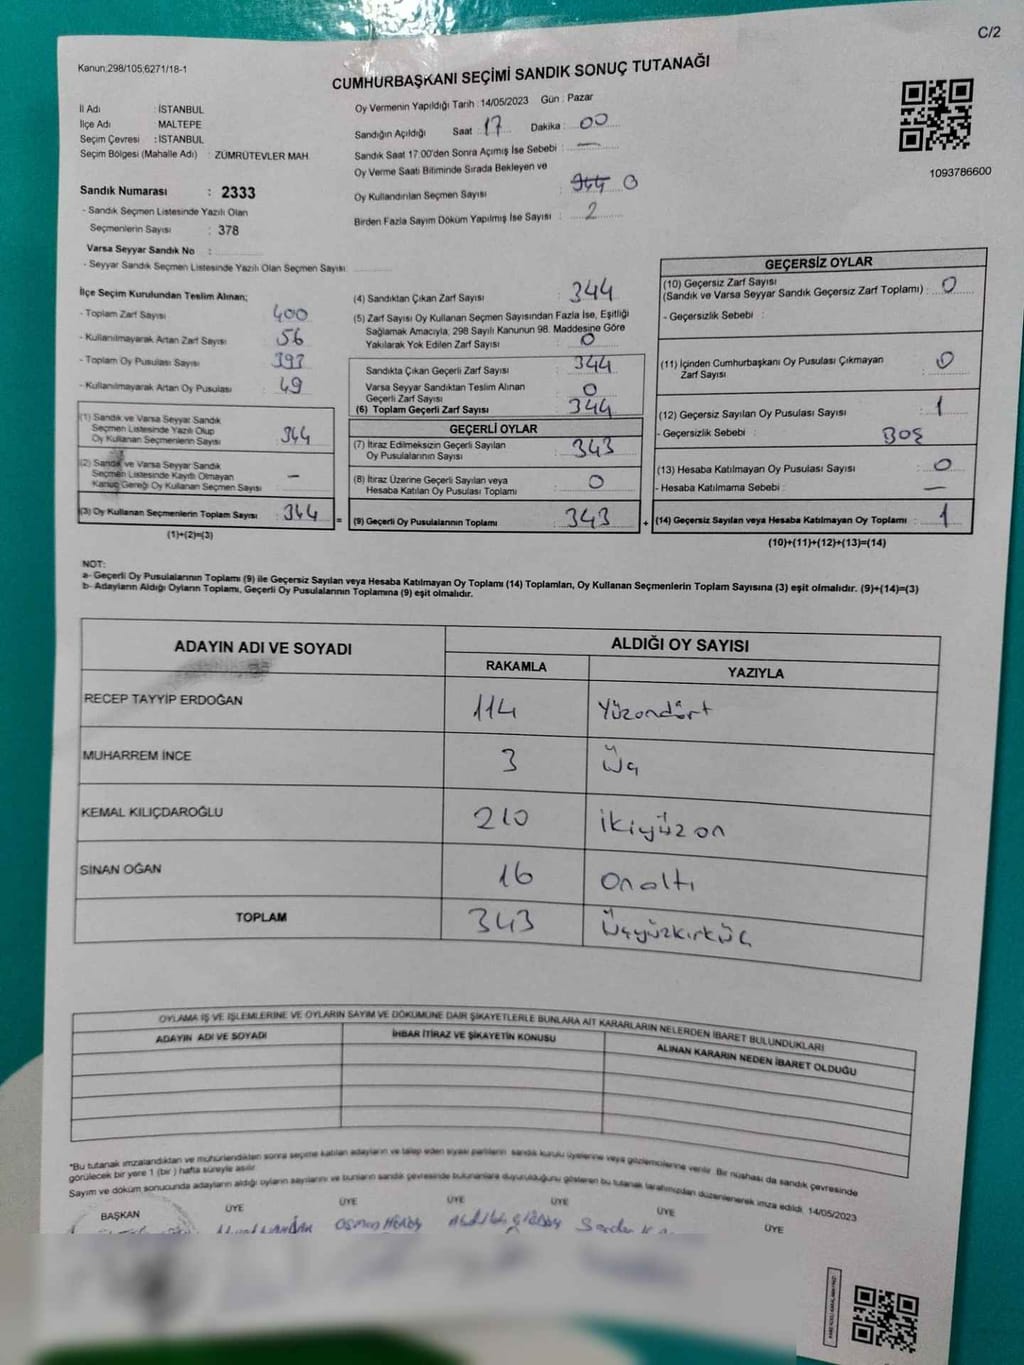 C/2
Kanun;298/105;6271/18-1
CUMHURBAŞKANI SEÇİMİ SANDIK SONUÇ TUTANAĞI
İl Adı : İSTANBUL
İlçe Adı : MALTEPE
Seçim Çevresi : İSTANBUL
Seçim Bölgesi (Mahalle Adı) : ZÜMRÜTEVLER MAH
Sandık Numarası : 2333
- Sandık Seçmen Listesinde Yazılı Olan
Seçmenlerin Sayısı : 378
Varsa Seyyar Sandık No :
- Seyyar Sandık Seçmen Listesinde Yazılı Olan Seçmen Sayısı:
Oy Vermenin Yapıldığı Tarih : 14/05/2023 Gün : Pazar
Sandığın Açıldığı Saat : 17 Dakika : 00
Sandık Saat 17.00'den Sonra Açımış İse Sebebi : —
Oy Verme Saati Bitiminde Sırada Bekleyen ve
Oy Kullandırılan Seçmen Sayısı : 344 0
Birden Fazla Sayım Döküm Yapılmış İse Sayısı : 2
1093786600
İlçe Seçim Kurulundan Teslim Alınan;
- Toplam Zarf Sayısı 400
- Kullanılmayarak Artan Zarf Sayısı 56
- Toplam Oy Pusulası Sayısı 393
- Kullanılmayarak Artan Oy Pusulası 49
(1) Sandık ve Varsa Seyyar Sandık
Seçmen Listesinde Yazılı Olup
Oy Kullanan Seçmenlerin Sayısı 344
(2) Sandık ve Varsa Seyyar Sandık
Seçmen Listesinde Kayıtlı Olmayan
Kanun Gereği Oy Kullanan Seçmen Sayısı —
(3) Oy Kullanan Seçmenlerin Toplam Sayısı : 344 =
(1)+(2)=(3)
(4) Sandıktan Çıkan Zarf Sayısı 344
(5) Zarf Sayısı Oy Kullanan Seçmen Sayısından Fazla İse, Eşitliği
Sağlamak Amacıyla, 298 Sayılı Kanunun 98. Maddesine Göre
Yakılarak Yok Edilen Zarf Sayısı 0
Sandıkta Çıkan Geçerli Zarf Sayısı 344
Varsa Seyyar Sandıktan Teslim Alınan
Geçerli Zarf Sayısı 0
(6) Toplam Geçerli Zarf Sayısı 344
GEÇERLİ OYLAR
(7) İtiraz Edilmeksizin Geçerli Sayılan
Oy Pusulalarının Sayısı 343
(8) İtiraz Üzerine Geçerli Sayılan veya
Hesaba Katılan Oy Pusulası Toplamı 0
(9) Geçerli Oy Pusulalarının Toplamı 343 +
GEÇERSİZ OYLAR
(10) Geçersiz Zarf Sayısı
(Sandık ve Varsa Seyyar Sandık Geçersiz Zarf Toplamı) : 0
- Geçersizlik Sebebi :
(11) İçinden Cumhurbaşkanı Oy Pusulası Çıkmayan
Zarf Sayısı 0
(12) Geçersiz Sayılan Oy Pusulası Sayısı : 1
- Geçersizlik Sebebi : BOŞ
(13) Hesaba Katılmayan Oy Pusulası Sayısı : 0
- Hesaba Katılmama Sebebi : —
(14) Geçersiz Sayılan veya Hesaba Katılmayan Oy Toplamı : 1
(10)+(11)+(12)+(13)=(14)
NOT:
a- Geçerli Oy Pusulalarının Toplamı (9) ile Geçersiz Sayılan veya Hesaba Katılmayan Oy Toplamı (14) Toplamları, Oy Kullanan Seçmenlerin Toplam Sayısına (3) eşit olmalıdır. (9)+(14)=(3)
b- Adayların Aldığı Oyların Toplamı, Geçerli Oy Pusulalarının Toplamına (9) eşit olmalıdır.
ADAYIN ADI VE SOYADI ALDIĞI OY SAYISI
RAKAMLA YAZIYLA
RECEP TAYYİP ERDOĞAN 114 Yüzondört
MUHARREM İNCE 3 Üç
KEMAL KILIÇDAROĞLU 210 ikiyüzon
SİNAN OĞAN 16 Onaltı
TOPLAM 343 Üçyüzkırküç
OYLAMA İŞ VE İŞLEMLERİNE VE OYLARIN SAYIM VE DÖKÜMÜNE DAİR ŞİKAYETLERLE BUNLARA AİT KARARLARIN NELERDEN İBARET BULUNDUKLARI
ADAYIN ADI VE SOYADI İHBAR İTİRAZ VE ŞİKAYETİN KONUSU ALINAN KARARIN NEDEN İBARET OLDUĞU
*Bu tutanak imzalandıktan ve mühürlendikten sonra seçime katılan adayların ve talep eden siyasi partilerin sandık kurulu üyelerine veya gözlemcilerine verilir. Bir nüshası da sandık çevresinde
görülecek bir yere 1 (bir) hafta süreyle asılır.
Sayım ve döküm sonucunda adayların aldığı oyların sayılarını ve bunların sandık çevresinde bulunanlara duyurulduğunu gösteren bu tutanak tarafımızdan düzenlenerek imza edildi. 14/05/2023
BAŞKAN ÜYE ÜYE ÜYE ÜYE ÜYE ÜYE